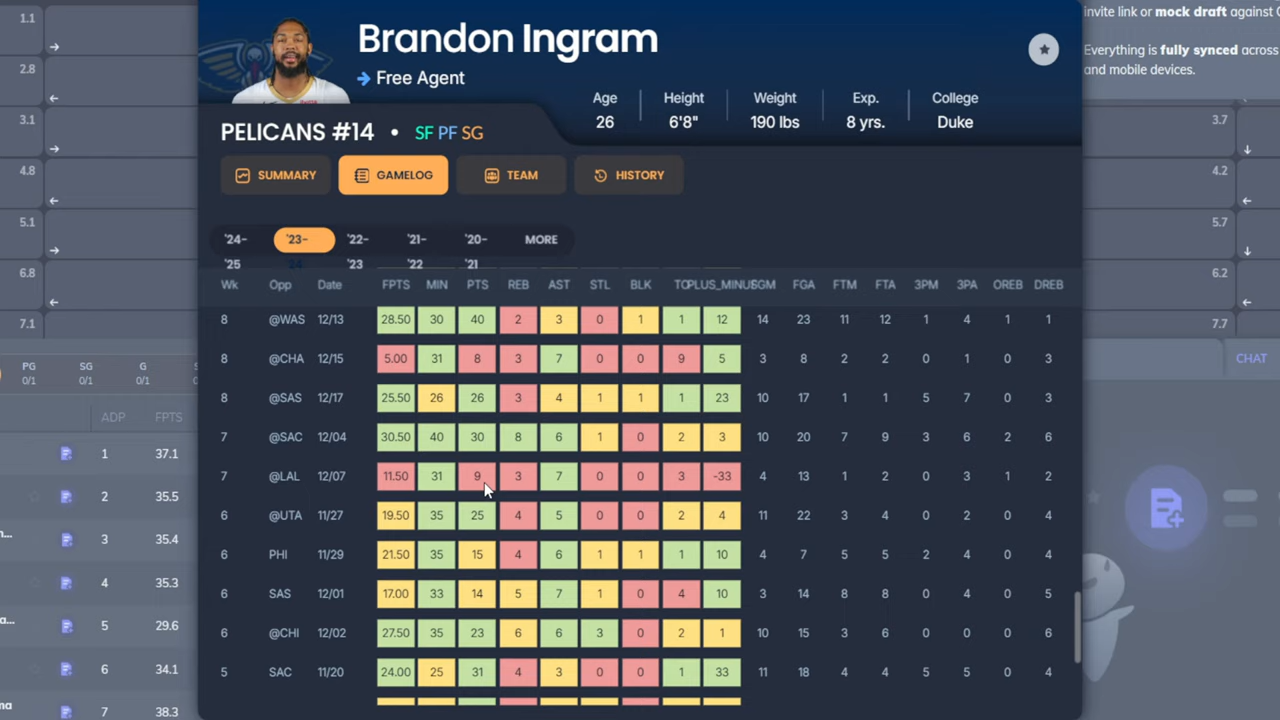 1.1
2.8
3.1
4.8
5.1
6.8
7.1
PG SG G
0/1 0/1 0/1
ADP FPTS
1 37.1
2 35.5
3 35.4
4 35.3
5 29.6
6 34.1
7 38.3
Brandon Ingram
Free Agent
Age Height Weight Exp. College
26 6'8" 190 lbs 8 yrs. Duke
PELICANS #14 • SF PF SG
SUMMARY GAMELOG TEAM HISTORY
'24- '23- '22- '21- '20- MORE
'25 24 '23 '22 '21
Wk Opp Date FPTS MIN PTS REB AST STL BLK TO PLUS_MINUS FGM FGA FTM FTA 3PM 3PA OREB DREB
8 @WAS 12/13 28.50 30 40 2 3 0 1 1 12 14 23 11 12 1 4 1 1
8 @CHA 12/15 5.00 31 8 3 7 0 0 9 5 3 8 2 2 0 1 0 3
8 @SAS 12/17 25.50 26 26 3 4 1 1 1 23 10 17 1 1 5 7 0 3
7 @SAC 12/04 30.50 40 30 8 6 1 0 2 3 10 20 7 9 3 6 2 6
7 @LAL 12/07 11.50 31 9 3 7 0 0 3 -33 4 13 1 2 0 3 1 2
6 @UTA 11/27 19.50 35 25 4 5 0 0 2 4 11 22 3 4 0 2 0 4
6 PHI 11/29 21.50 35 15 4 6 1 1 1 10 4 7 5 5 2 4 0 4
6 SAS 12/01 17.00 33 14 5 7 1 0 4 10 3 14 8 8 0 4 0 5
6 @CHI 12/02 27.50 35 23 6 6 3 0 2 1 10 15 3 6 0 0 0 6
5 SAC 11/20 24.00 25 31 4 3 0 0 1 33 11 18 4 4 5 5 0 4
invite link or mock draft against
Everything is fully synced across
and mobile devices.
3.7
4.2
5.7
6.2
7.7
CHAT